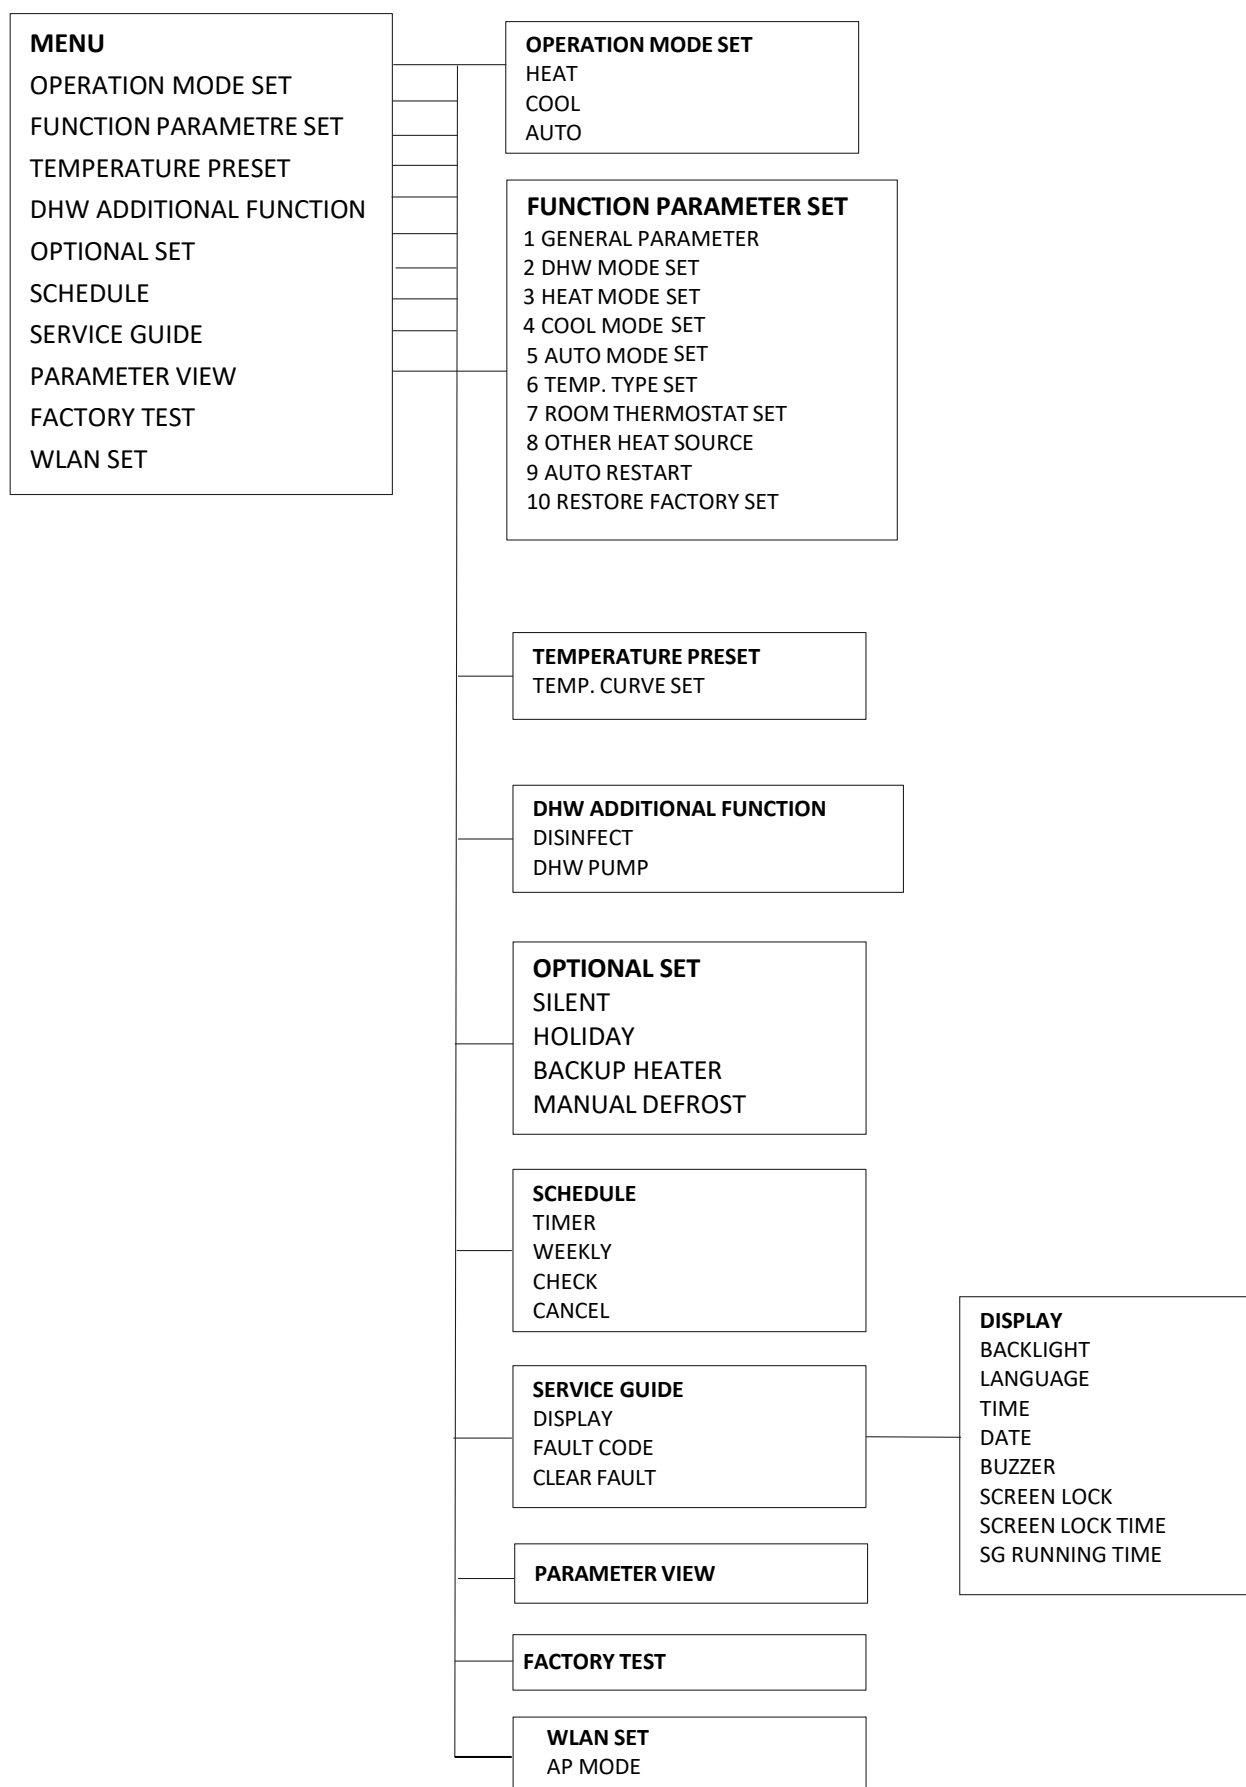 MENU
OPERATION MODE SET
FUNCTION PARAMETRE SET
TEMPERATURE PRESET
DHW ADDITIONAL FUNCTION
OPTIONAL SET
SCHEDULE
SERVICE GUIDE
PARAMETER VIEW
FACTORY TEST
WLAN SET
OPERATION MODE SET
HEAT
COOL
AUTO
FUNCTION PARAMETER SET
1 GENERAL PARAMETER
2 DHW MODE SET
3 HEAT MODE SET
4 COOL MODE SET
5 AUTO MODE SET
6 TEMP. TYPE SET
7 ROOM THERMOSTAT SET
8 OTHER HEAT SOURCE
9 AUTO RESTART
10 RESTORE FACTORY SET
TEMPERATURE PRESET
TEMP. CURVE SET
DHW ADDITIONAL FUNCTION
DISINFECT
DHW PUMP
OPTIONAL SET
SILENT
HOLIDAY
BACKUP HEATER
MANUAL DEFROST
SCHEDULE
TIMER
WEEKLY
CHECK
CANCEL
SERVICE GUIDE
DISPLAY
FAULT CODE
CLEAR FAULT
DISPLAY
BACKLIGHT
LANGUAGE
TIME
DATE
BUZZER
SCREEN LOCK
SCREEN LOCK TIME
SG RUNNING TIME
PARAMETER VIEW
FACTORY TEST
WLAN SET
AP MODE